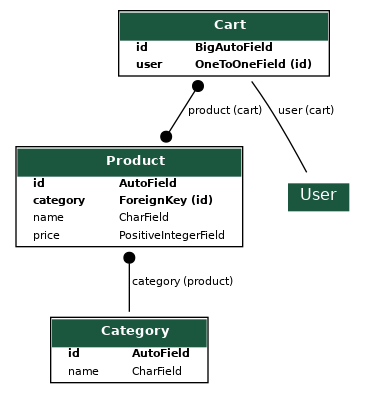 Cart
id BigAutoField
user OneToOneField (id)
product (cart) user (cart)
Product
id AutoField
category ForeignKey (id)
name CharField
price PositiveIntegerField
User
category (product)
Category
id AutoField
name CharField